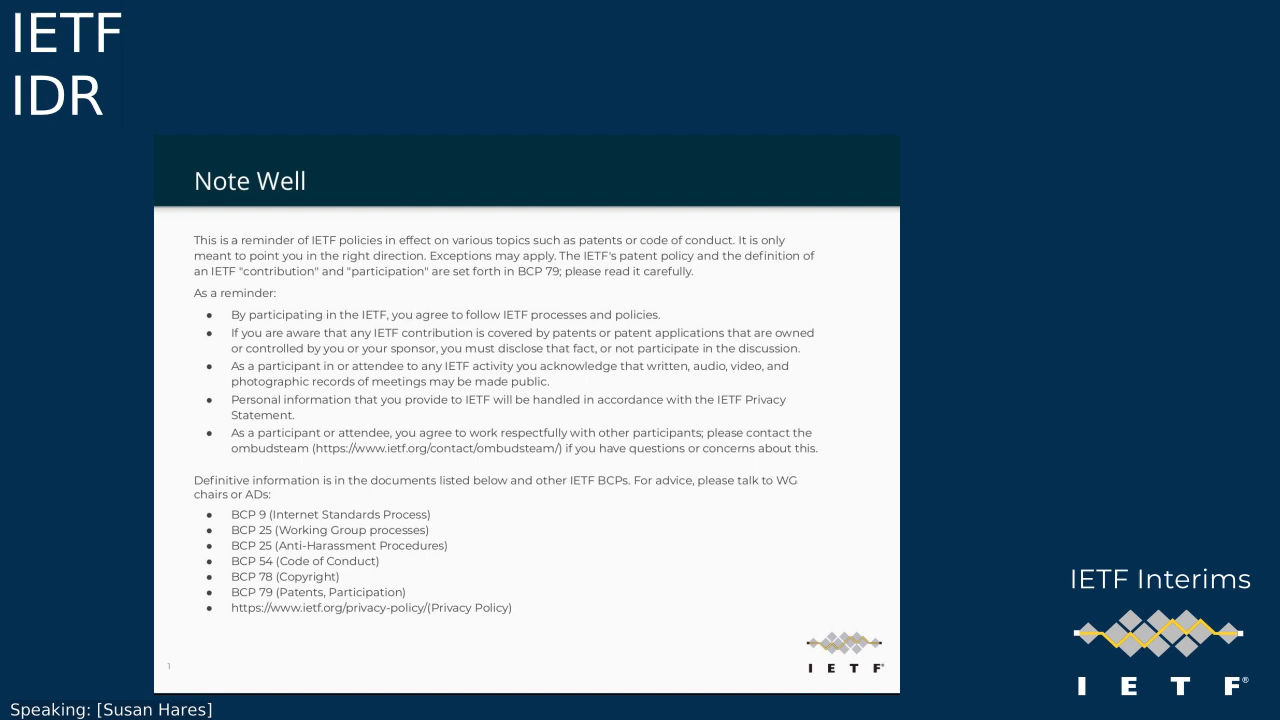 IETF
IDR
Note Well
This is a reminder of IETF policies in effect on various topics such as patents or code of conduct. It is only
meant to point you in the right direction. Exceptions may apply. The IETF's patent policy and the definition of
an IETF "contribution" and "participation" are set forth in BCP 79; please read it carefully.
As a reminder:
● By participating in the IETF, you agree to follow IETF processes and policies.
● If you are aware that any IETF contribution is covered by patents or patent applications that are owned
or controlled by you or your sponsor, you must disclose that fact, or not participate in the discussion.
● As a participant in or attendee to any IETF activity you acknowledge that written, audio, video, and
photographic records of meetings may be made public.
● Personal information that you provide to IETF will be handled in accordance with the IETF Privacy
Statement.
● As a participant or attendee, you agree to work respectfully with other participants; please contact the
ombudsteam (https://www.ietf.org/contact/ombudsteam/) if you have questions or concerns about this.
Definitive information is in the documents listed below and other IETF BCPs. For advice, please talk to WG
chairs or ADs:
● BCP 9 (Internet Standards Process)
● BCP 25 (Working Group processes)
● BCP 25 (Anti-Harassment Procedures)
● BCP 54 (Code of Conduct)
● BCP 78 (Copyright)
● BCP 79 (Patents, Participation)
● https://www.ietf.org/privacy-policy/(Privacy Policy)
1
I E T F®
IETF Interims
I E T F®
Speaking: [Susan Hares]